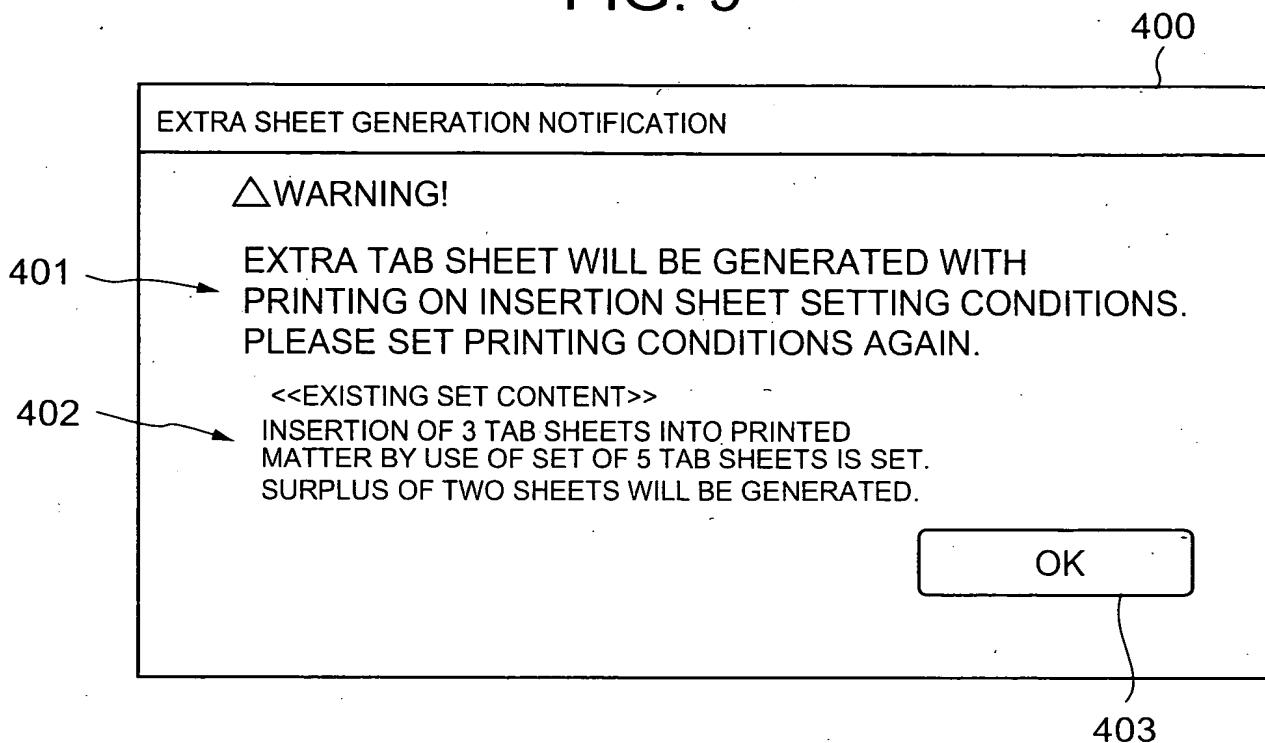 400
EXTRA SHEET GENERATION NOTIFICATION
△WARNING!
401
EXTRA TAB SHEET WILL BE GENERATED WITH
PRINTING ON INSERTION SHEET SETTING CONDITIONS.
PLEASE SET PRINTING CONDITIONS AGAIN.
402
<<EXISTING SET CONTENT>>
INSERTION OF 3 TAB SHEETS INTO PRINTED
MATTER BY USE OF SET OF 5 TAB SHEETS IS SET.
SURPLUS OF TWO SHEETS WILL BE GENERATED.
OK
403